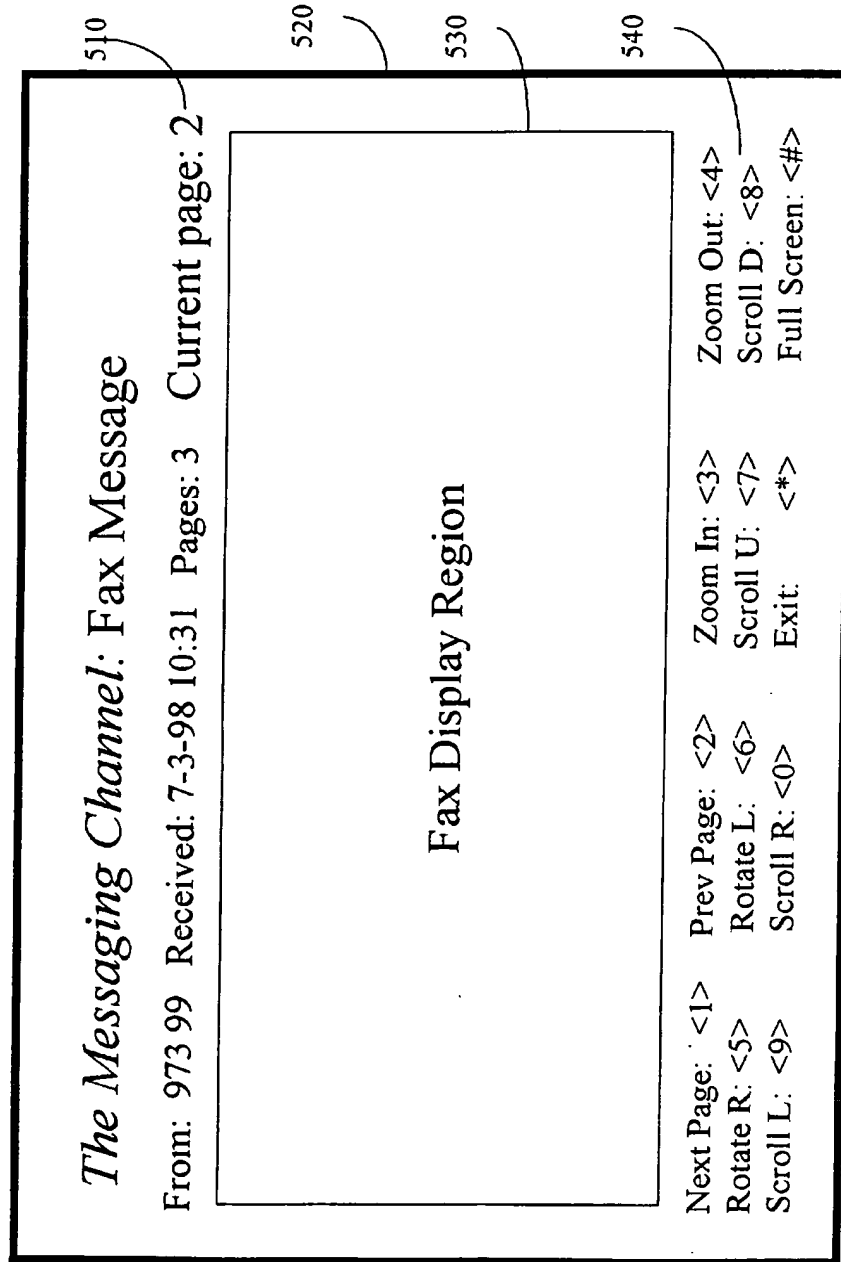 510
520
530
540
The Messaging Channel: Fax Message
From: 973 99 Received: 7-3-98 10:31 Pages: 3 Current page: 2
Fax Display Region
Next Page: <1> Prev Page: <2> Zoom In: <3> Zoom Out: <4>
Rotate R: <5> Rotate L: <6> Scroll U: <7> Scroll D: <8>
Scroll L: <9> Scroll R: <0> Exit: <*> Full Screen: <#>